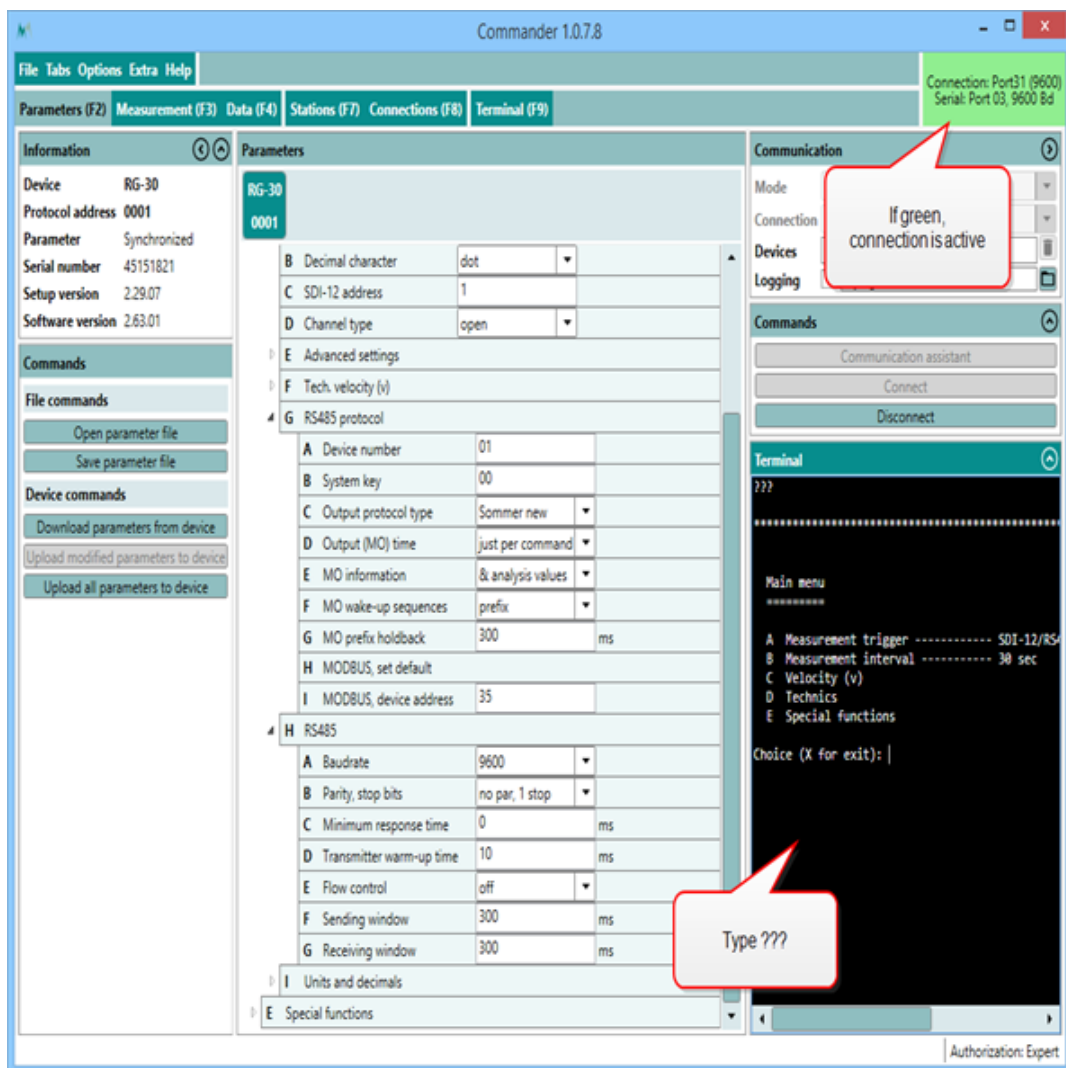 Commander 1.0.7.8
File Tabs Options Extra Help
Connection: Port31 (9600)
Serial: Port 03, 9600 Bd
Parameters (F2) Measurement (F3) Data (F4) Stations (F7) Connections (F8) Terminal (F9)
Information
Device RG-30
Protocol address 0001
Parameter Synchronized
Serial number 45151821
Setup version 2.29.07
Software version 2.63.01
Commands
File commands
Open parameter file
Save parameter file
Device commands
Download parameters from device
Upload modified parameters to device
Upload all parameters to device
Parameters
RG-30
0001
B Decimal character dot
C SDI-12 address 1
D Channel type open
E Advanced settings
F Tech. velocity (v)
G RS485 protocol
A Device number 01
B System key 00
C Output protocol type Sommer new
D Output (MO) time just per command
E MO information & analysis values
F MO wake-up sequences prefix
G MO prefix holdback 300 ms
H MODBUS, set default
I MODBUS, device address 35
H RS485
A Baudrate 9600
B Parity, stop bits no par, 1 stop
C Minimum response time 0 ms
D Transmitter warm-up time 10 ms
E Flow control off
F Sending window 300 ms
G Receiving window 300 ms
I Units and decimals
E Special functions
Communication
Mode
Connection
Devices
Logging
If green,
connection is active
Commands
Communication assistant
Connect
Disconnect
Terminal
???
Main menu
=========
A Measurement trigger ------------ SDI-12/RS4
B Measurement interval ----------- 30 sec
C Velocity (v)
D Technics
E Special functions
Choice (X for exit):
Type ???
Authorization: Expert